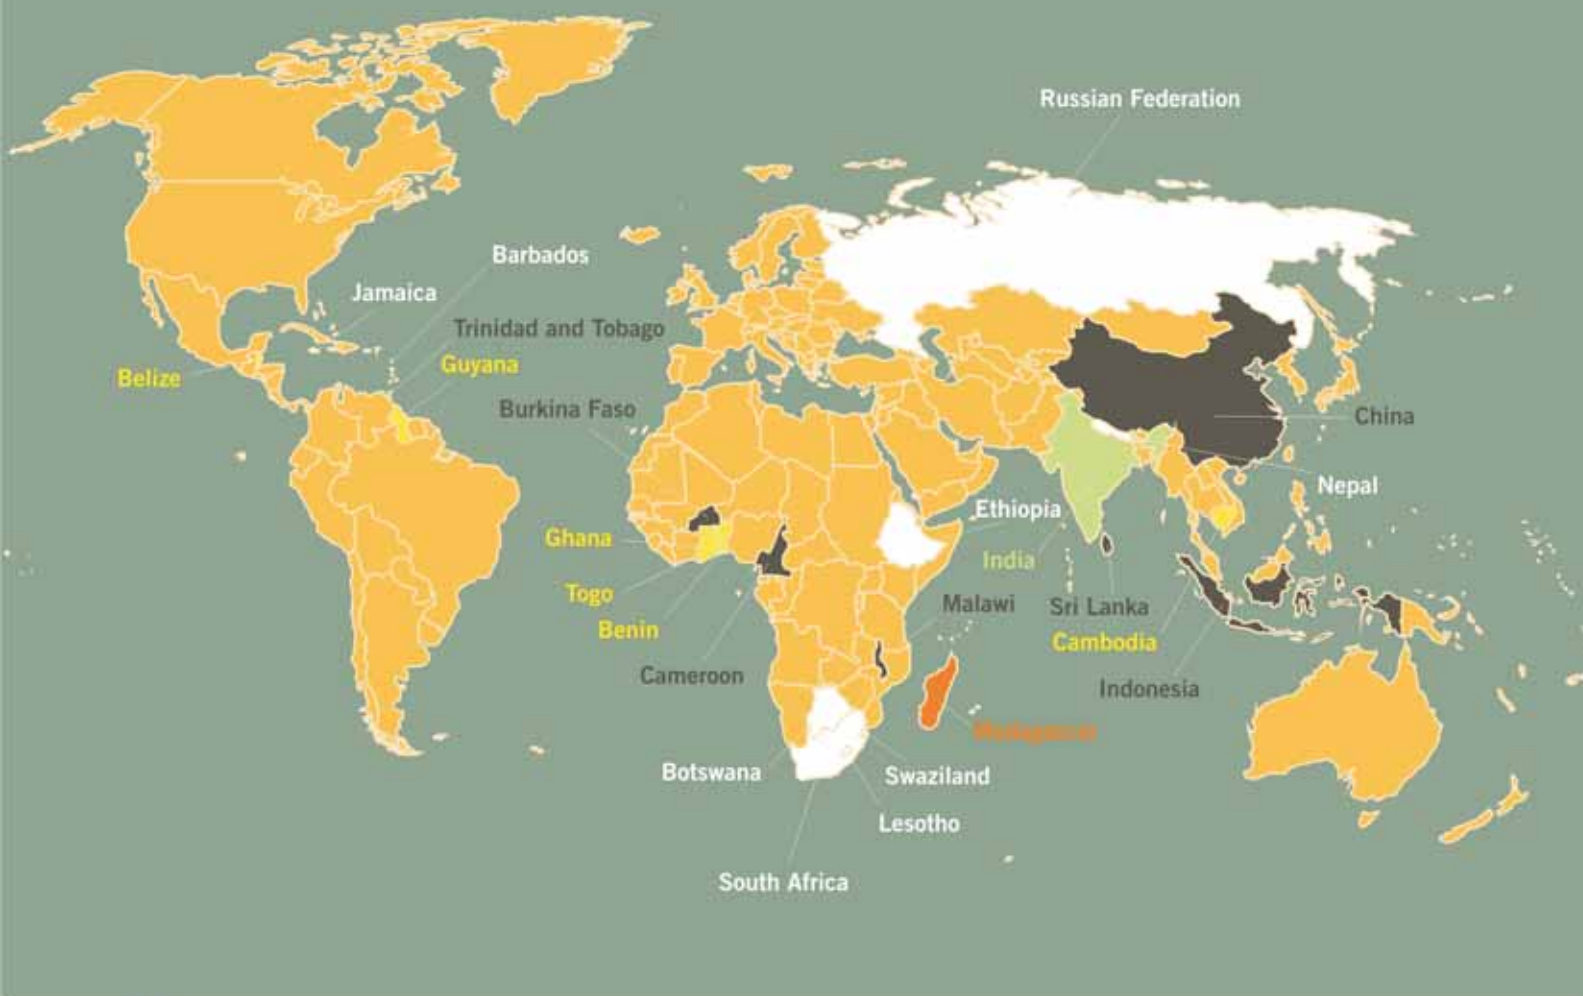 Russian Federation
Barbados
Jamaica
Trinidad and Tobago
Guyana
Belize
Burkina Faso
China
Nepal
Ethiopia
Ghana
India
Togo
Malawi
Sri Lanka
Benin
Cambodia
Cameroon
Indonesia
Botswana
Swaziland
Lesotho
South Africa